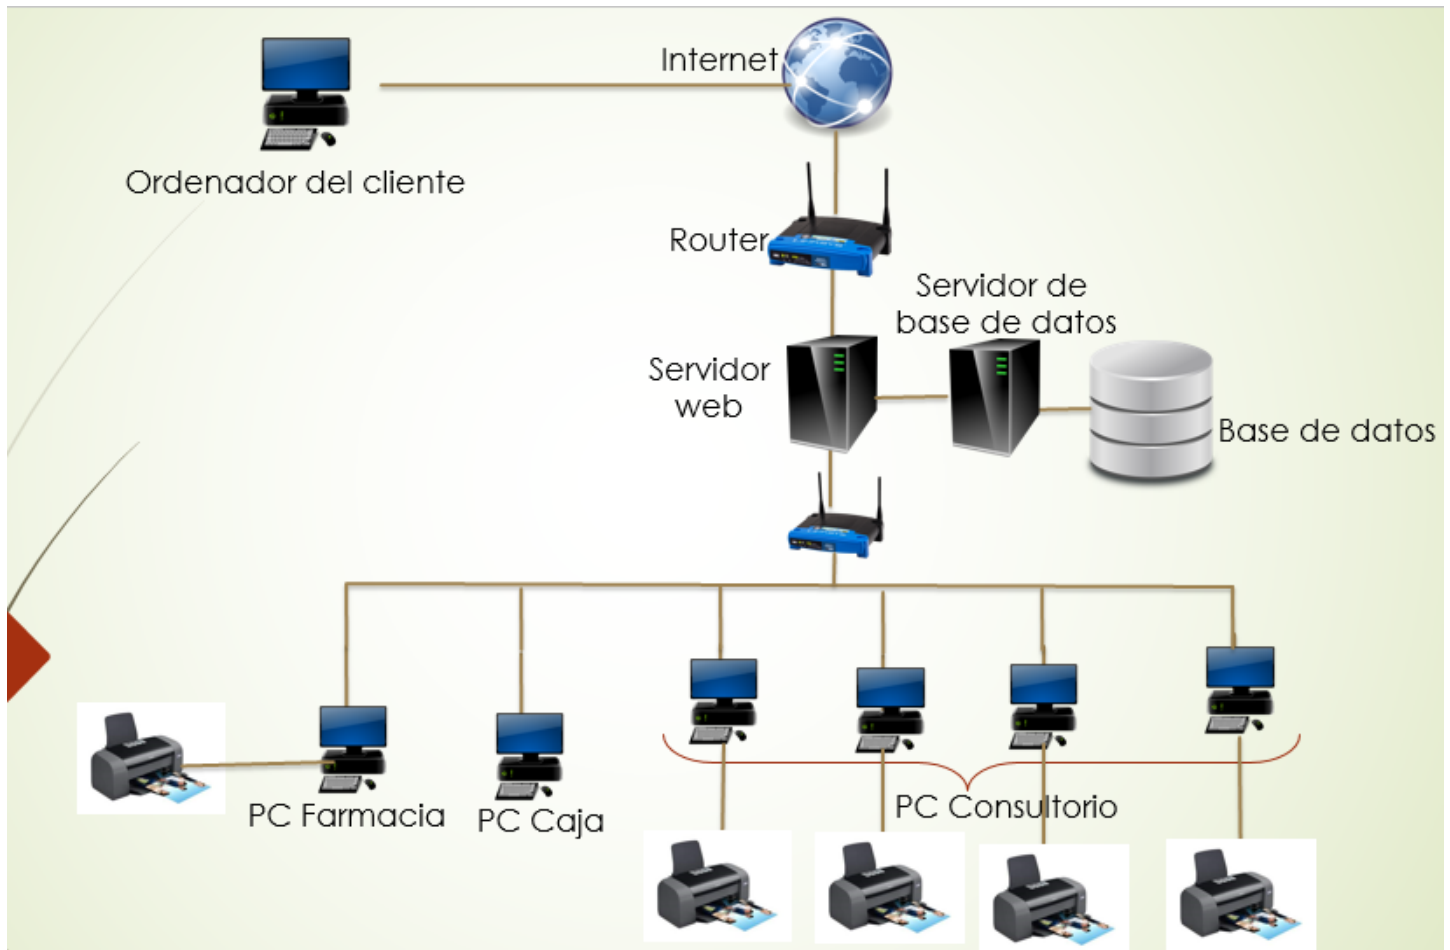 Internet
Ordenador del cliente
Router
Servidor de
base de datos
Servidor
web
Base de datos
PC Farmacia
PC Caja
PC Consultorio